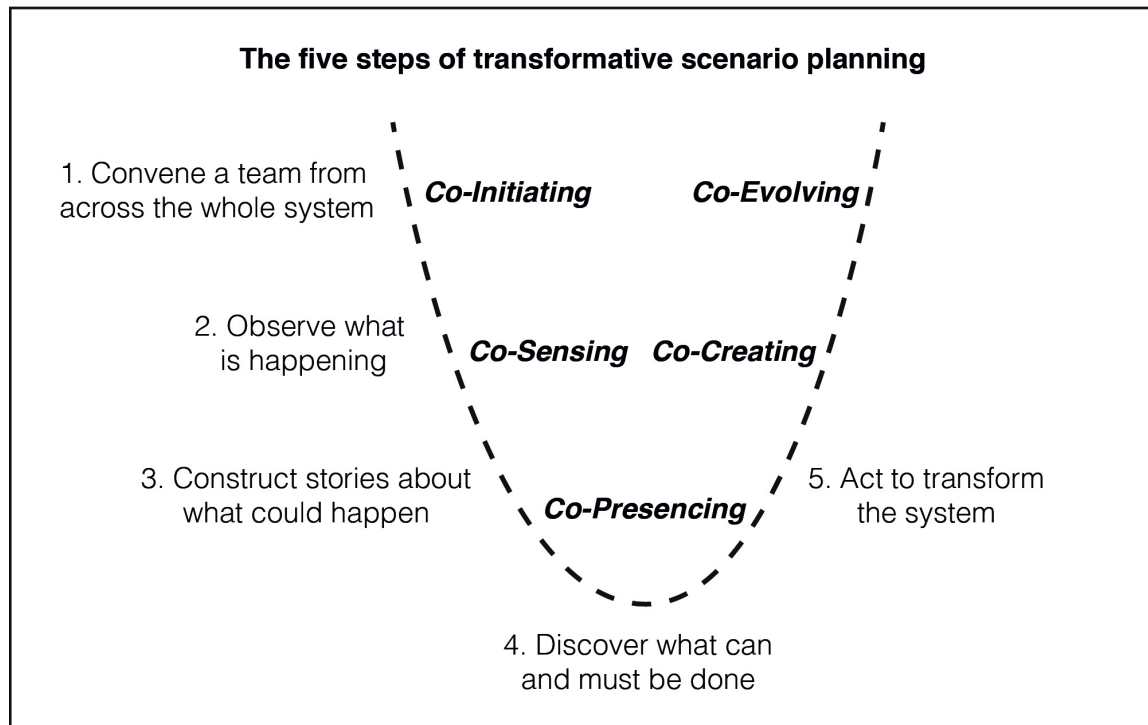 The five steps of transformative scenario planning
1. Convene a team from
across the whole system
Co-Initiating
Co-Evolving
2. Observe what
is happening
Co-Sensing
Co-Creating
3. Construct stories about
what could happen
Co-Presencing
5. Act to transform
the system
4. Discover what can
and must be done